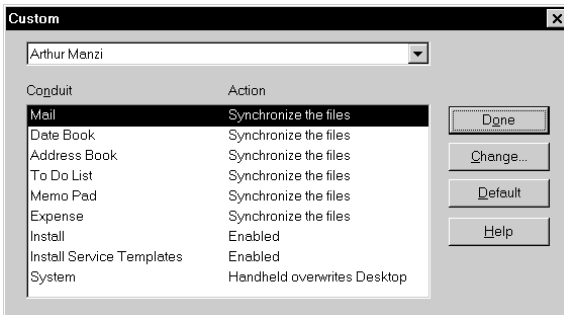 Custom
Arthur Manzi
Conduit Action
Mail Synchronize the files
Date Book Synchronize the files
Address Book Synchronize the files
To Do List Synchronize the files
Memo Pad Synchronize the files
Expense Synchronize the files
Install Enabled
Install Service Templates Enabled
System Handheld overwrites Desktop
Done
Change...
Default
Help